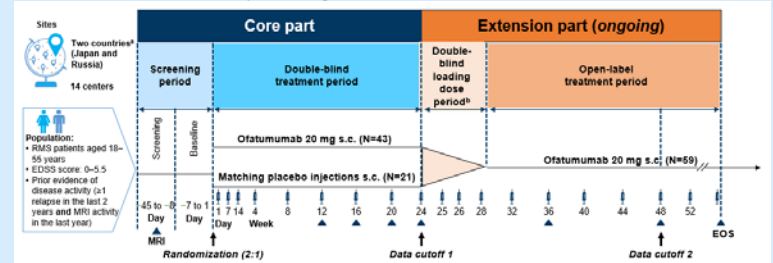 Sites
Two countriesª
(Japan and
Russia)
14 centers
Population:
• RMS patients aged 18–
55 years
• EDSS score: 0–5.5
• Prior evidence of
disease activity (≥1
relapse in the last 2
years and MRI activity
in the last year)
Core part
Extension part (ongoing)
Screening
period
Double-blind
treatment period
Double-
blind
loading
dose
periodᵇ
Open-label
treatment period
Screening
Baseline
Ofatumumab 20 mg s.c. (N=43)
Matching placebo injections s.c. (N=21)
Ofatumumab 20 mg s.c. (N=59)
-45 to -8
Day
-7 to 1
Day
1 7 14 4 8 12 16 20 24 25 26 28 32 36 40 44 48 52
Day Week
MRI
EOS
Randomization (2:1)
Data cutoff 1
Data cutoff 2